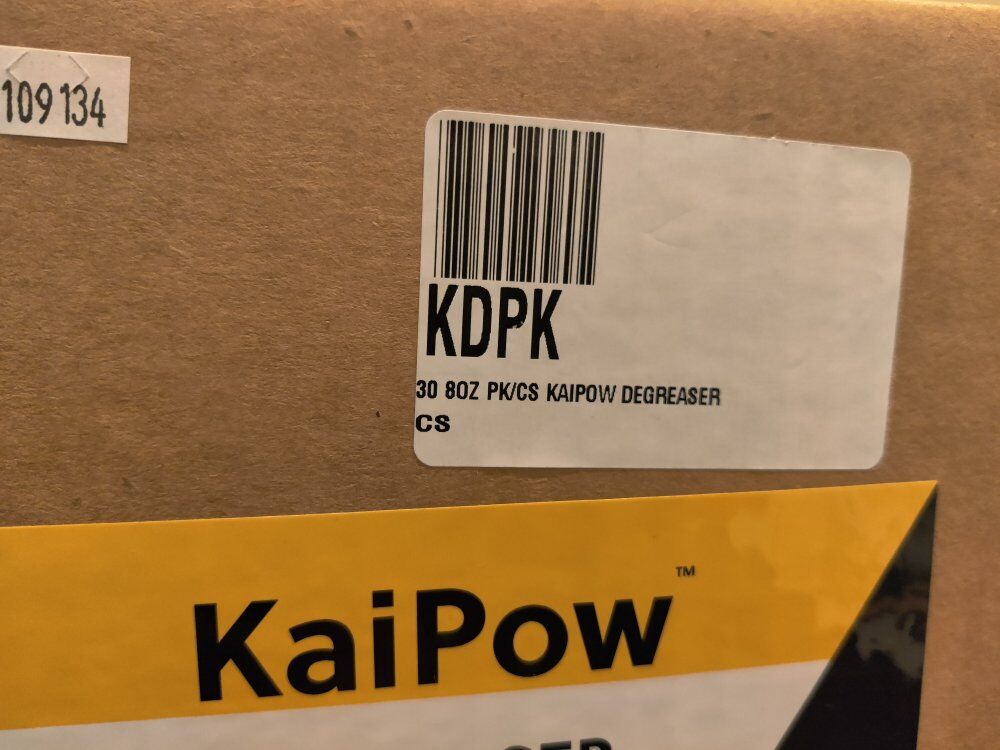 109134
KDPK
30 8OZ PK/CS KAIPOW DEGREASER
CS
KaiPow™